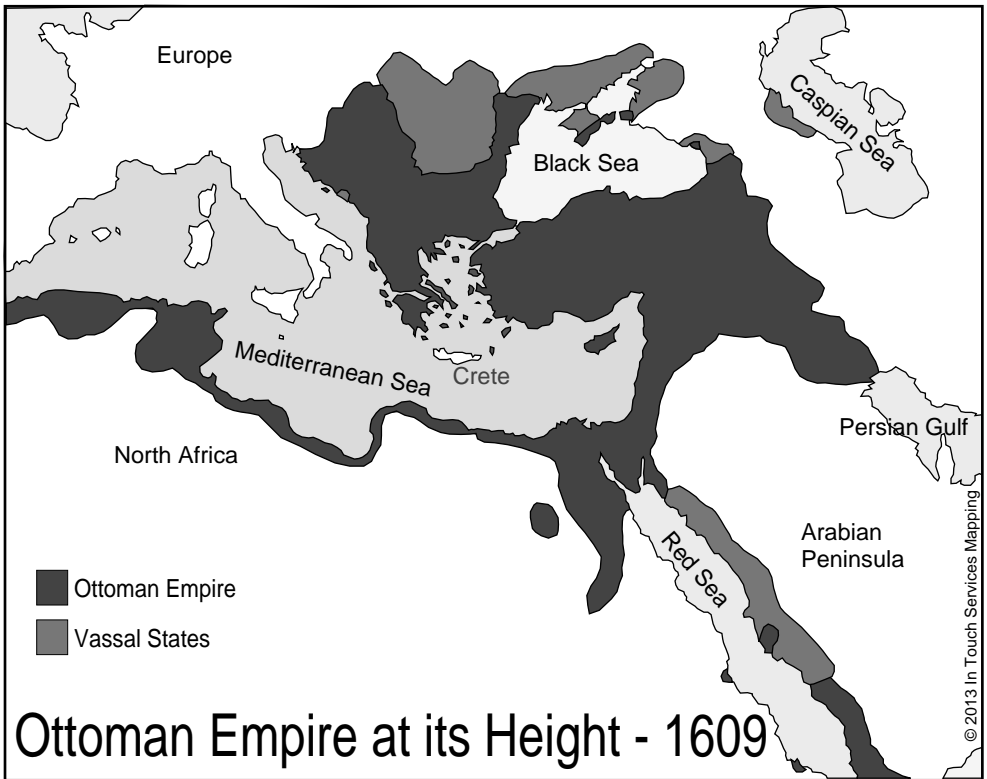 Europe
Caspian Sea
Black Sea
Mediterranean Sea
Crete
Persian Gulf
North Africa
Arabian
Peninsula
Red Sea
Ottoman Empire
Vassal States
© 2013 In Touch Services Mapping
Ottoman Empire at its Height - 1609